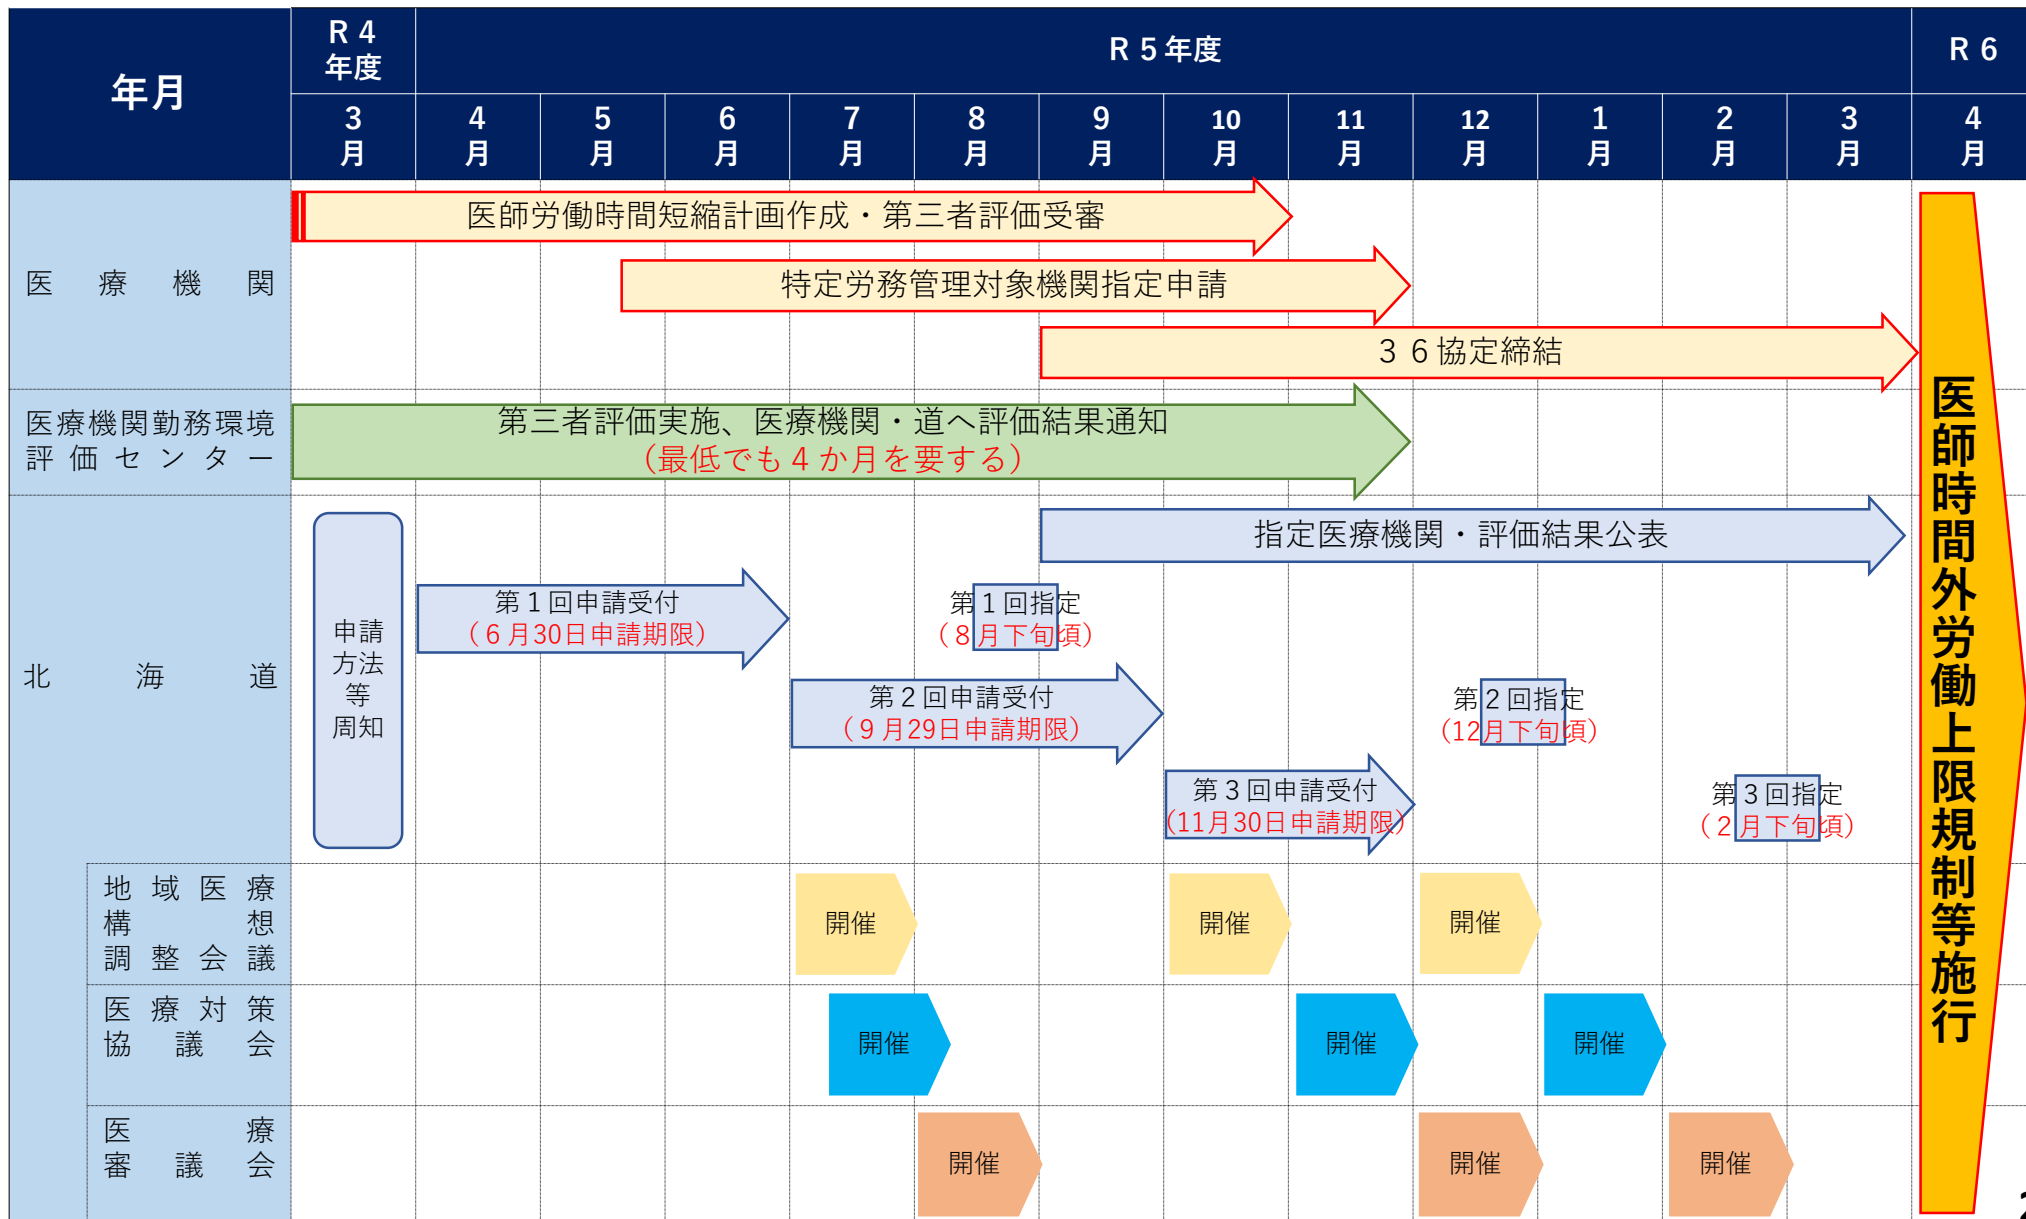 年月
Ｒ４
年度
Ｒ５年度
Ｒ６
3
月
4
月
5
月
6
月
7
月
8
月
9
月
10
月
11
月
12
月
1
月
2
月
3
月
4
月
医療機関
医師労働時間短縮計画作成・第三者評価受審
特定労務管理対象機関指定申請
３６協定締結
医療機関勤務環境
評価センター
第三者評価実施、医療機関・道へ評価結果通知
（最低でも４か月を要する）
北海道
申請
方法
等
周知
指定医療機関・評価結果公表
第１回申請受付
（６月30日申請期限）
第１回指定
（８月下旬頃）
第２回申請受付
（９月29日申請期限）
第２回指定
（12月下旬頃）
第３回申請受付
（11月30日申請期限）
第３回指定
（２月下旬頃）
地域医療
構想
調整会議
開催
開催
開催
医療対策
協議会
開催
開催
開催
医療
審議会
開催
開催
開催
医師時間外労働上限規制等施行